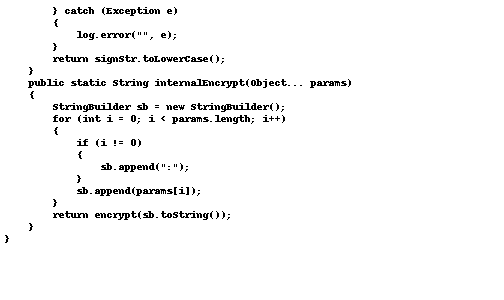 } catch (Exception e)
        {
            log.error("", e);
        }
        return signStr.toLowerCase();
    }
    public static String internalEncrypt(Object... params)
    {
        StringBuilder sb = new StringBuilder();
        for (int i = 0; i < params.length; i++)
        {
            if (i != 0)
            {
                sb.append(":");
            }
            sb.append(params[i]);
        }
        return encrypt(sb.toString());
    }
}